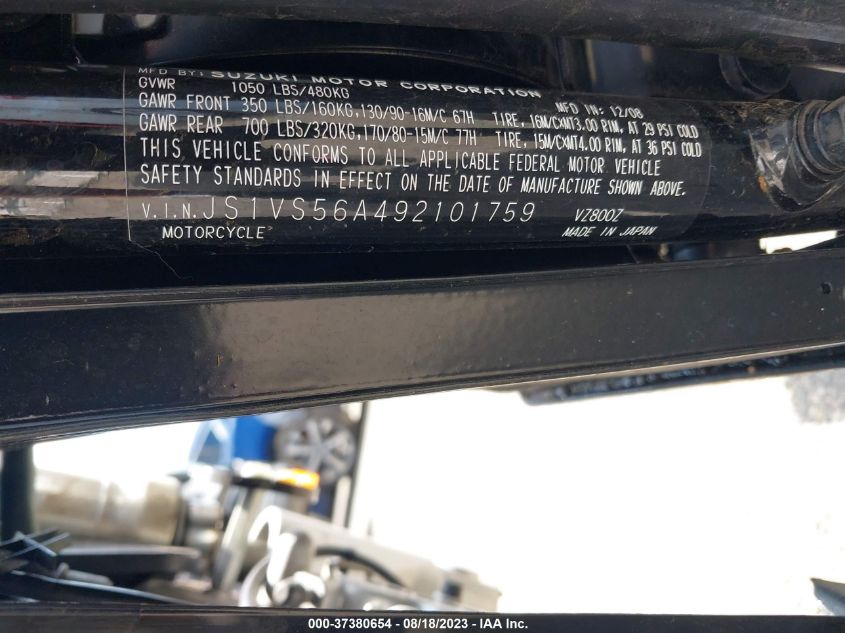 MFD BY: SUZUKI MOTOR CORPORATION
GVWR 1050 LBS/480KG MFD IN: 12/08
GAWR FRONT 350 LBS/160KG,130/90-16M/C 67H TIRE, 16M/CXMT3.00 RIM, AT 29 PSI COLD
GAWR REAR 700 LBS/320KG,170/80-15M/C 77H TIRE, 15M/CXMT4.00 RIM, AT 36 PSI COLD
THIS VEHICLE CONFORMS TO ALL APPLICABLE FEDERAL MOTOR VEHICLE
SAFETY STANDARDS IN EFFECT ON THE DATE OF MANUFACTURE SHOWN ABOVE.
V.I.N.JS1VS56A492101759 VZ800Z
MOTORCYCLE MADE IN JAPAN
000-37380654 - 08/18/2023 - IAA Inc.